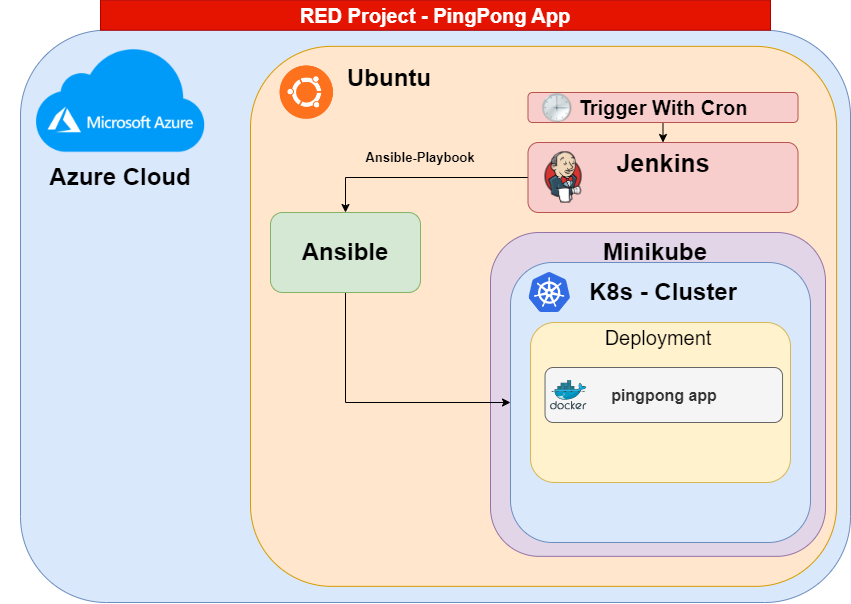 RED Project - PingPong App
Microsoft Azure
Azure Cloud
Ubuntu
Trigger With Cron
Jenkins
Ansible-Playbook
Ansible
Minikube
K8s - Cluster
Deployment
docker
pingpong app